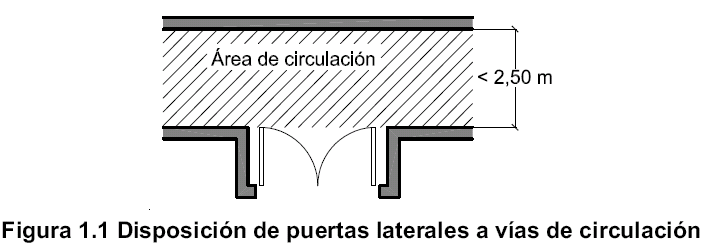 Área de circulación
< 2,50 m
Figura 1.1 Disposición de puertas laterales a vías de circulación